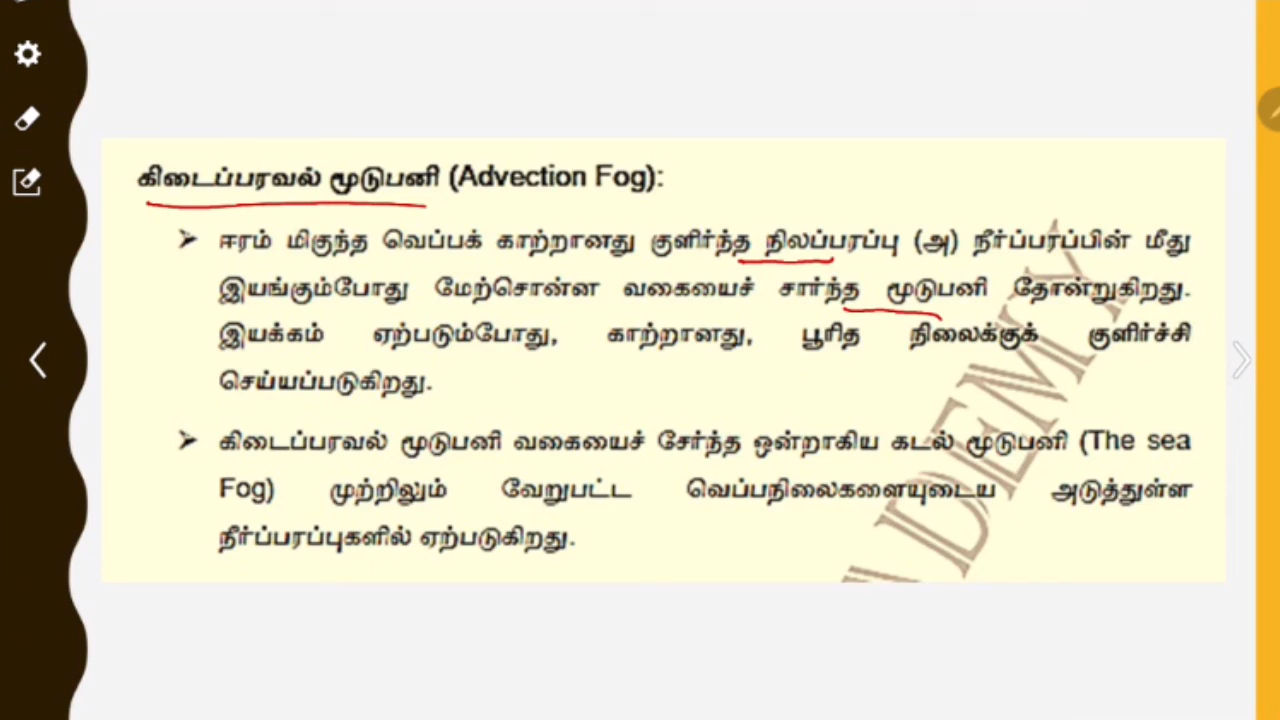 கிடைப்பரவல் மூடுபனி (Advection Fog):
➤ ஈரம் மிகுந்த வெப்பக் காற்றானது குளிர்ந்த நிலப்பரப்பு (அ) நீர்ப்பரப்பின் மீது
இயங்கும்போது மேற்சொன்ன வகையைச் சார்ந்த மூடுபனி தோன்றுகிறது.
இயக்கம் ஏற்படும்போது, காற்றானது, பூரித நிலைக்குக் குளிர்ச்சி
செய்யப்படுகிறது.
➤ கிடைப்பரவல் மூடுபனி வகையைச் சேர்ந்த ஒன்றாகிய கடல் மூடுபனி (The sea
Fog) முற்றிலும் வேறுபட்ட வெப்பநிலைகளையுடைய அடுத்துள்ள
நீர்ப்பரப்புகளில் ஏற்படுகிறது.